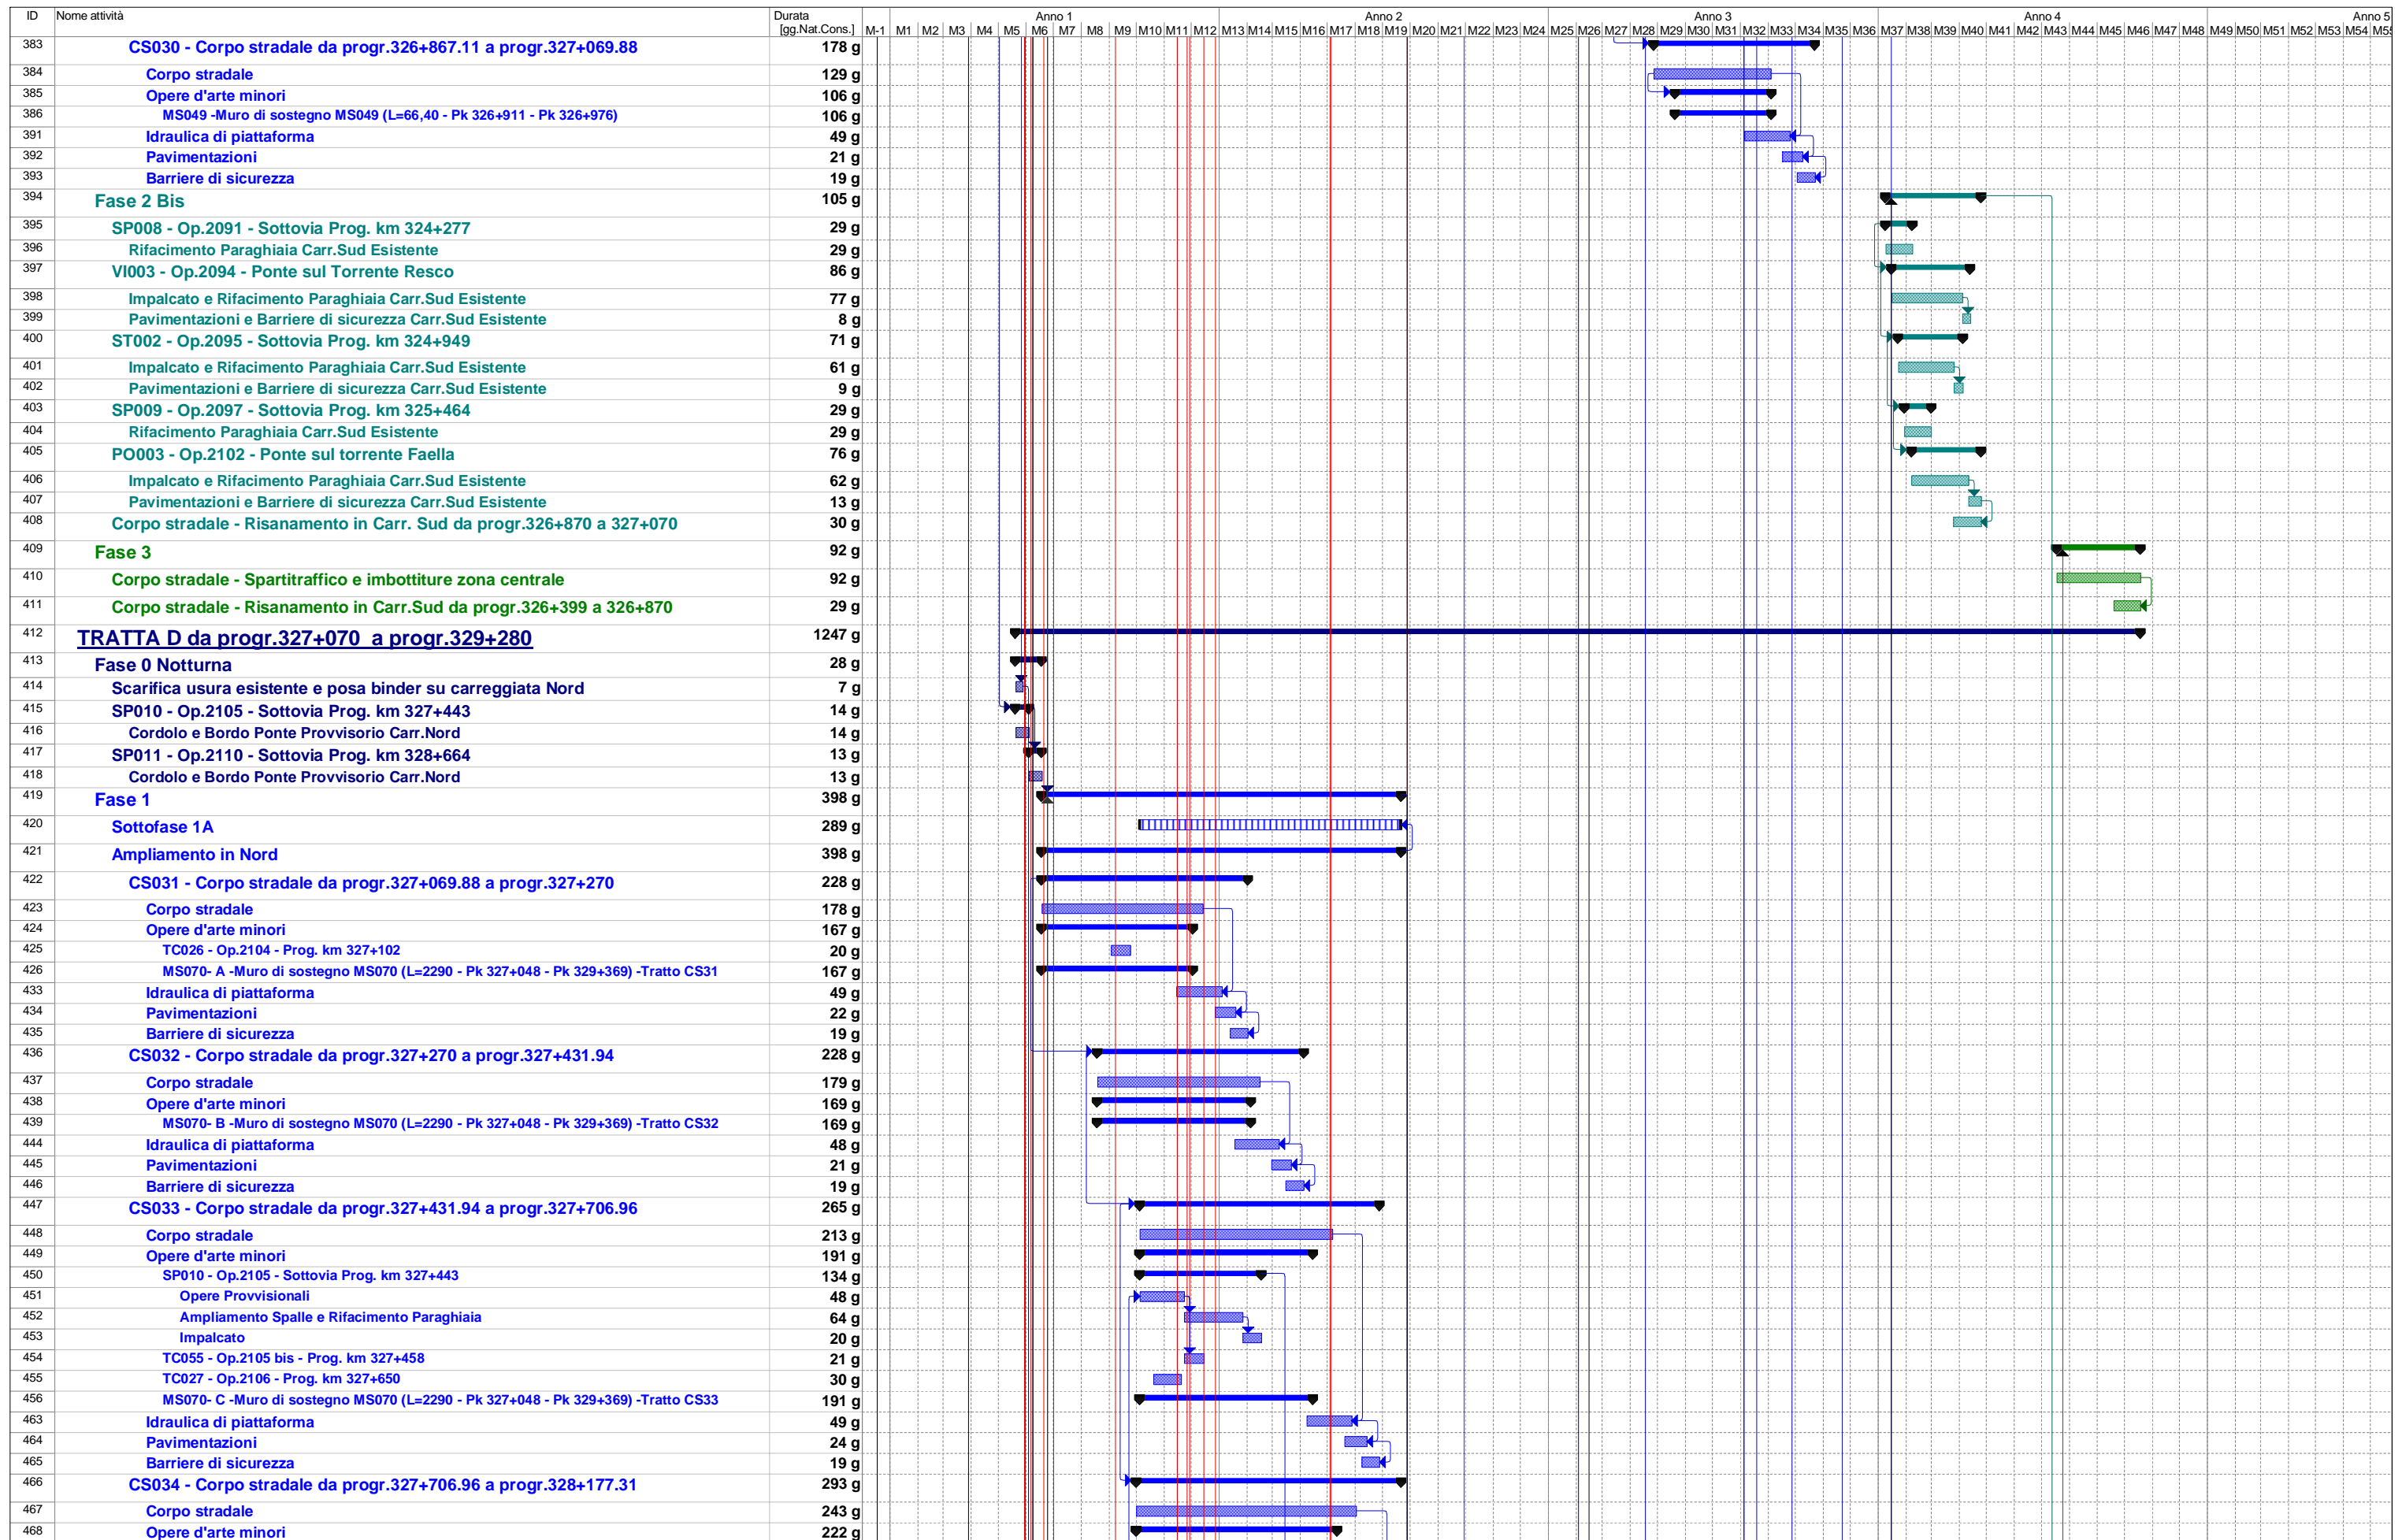 ID Nome attività Durata [gg.Nat.Cons.] Anno 1 Anno 2 Anno 3 Anno 4 Anno 5
M-1 M1 M2 M3 M4 M5 M6 M7 M8 M9 M10 M11 M12 M13 M14 M15 M16 M17 M18 M19 M20 M21 M22 M23 M24 M25 M26 M27 M28 M29 M30 M31 M32 M33 M34 M35 M36 M37 M38 M39 M40 M41 M42 M43 M44 M45 M46 M47 M48 M49 M50 M51 M52 M53 M54 M55
383 CS030 - Corpo stradale da progr.326+867.11 a progr.327+069.88 178 g
384 Corpo stradale 129 g
385 Opere d'arte minori 106 g
386 MS049 -Muro di sostegno MS049 (L=66,40 - Pk 326+911 - Pk 326+976) 106 g
391 Idraulica di piattaforma 49 g
392 Pavimentazioni 21 g
393 Barriere di sicurezza 19 g
394 Fase 2 Bis 105 g
395 SP008 - Op.2091 - Sottovia Prog. km 324+277 29 g
396 Rifacimento Paraghiaia Carr.Sud Esistente 29 g
397 VI003 - Op.2094 - Ponte sul Torrente Resco 86 g
398 Impalcato e Rifacimento Paraghiaia Carr.Sud Esistente 77 g
399 Pavimentazioni e Barriere di sicurezza Carr.Sud Esistente 8 g
400 ST002 - Op.2095 - Sottovia Prog. km 324+949 71 g
401 Impalcato e Rifacimento Paraghiaia Carr.Sud Esistente 61 g
402 Pavimentazioni e Barriere di sicurezza Carr.Sud Esistente 9 g
403 SP009 - Op.2097 - Sottovia Prog. km 325+464 29 g
404 Rifacimento Paraghiaia Carr.Sud Esistente 29 g
405 PO003 - Op.2102 - Ponte sul torrente Faella 76 g
406 Impalcato e Rifacimento Paraghiaia Carr.Sud Esistente 62 g
407 Pavimentazioni e Barriere di sicurezza Carr.Sud Esistente 13 g
408 Corpo stradale - Risanamento in Carr. Sud da progr.326+870 a 327+070 30 g
409 Fase 3 92 g
410 Corpo stradale - Spartitraffico e imbottiture zona centrale 92 g
411 Corpo stradale - Risanamento in Carr.Sud da progr.326+399 a 326+870 29 g
412 TRATTA D da progr.327+070 a progr.329+280 1247 g
413 Fase 0 Notturna 28 g
414 Scarifica usura esistente e posa binder su carreggiata Nord 7 g
415 SP010 - Op.2105 - Sottovia Prog. km 327+443 14 g
416 Cordolo e Bordo Ponte Provvisorio Carr.Nord 14 g
417 SP011 - Op.2110 - Sottovia Prog. km 328+664 13 g
418 Cordolo e Bordo Ponte Provvisorio Carr.Nord 13 g
419 Fase 1 398 g
420 Sottofase 1A 289 g
421 Ampliamento in Nord 398 g
422 CS031 - Corpo stradale da progr.327+069.88 a progr.327+270 228 g
423 Corpo stradale 178 g
424 Opere d'arte minori 167 g
425 TC026 - Op.2104 - Prog. km 327+102 20 g
426 MS070- A -Muro di sostegno MS070 (L=2290 - Pk 327+048 - Pk 329+369) -Tratto CS31 167 g
433 Idraulica di piattaforma 49 g
434 Pavimentazioni 22 g
435 Barriere di sicurezza 19 g
436 CS032 - Corpo stradale da progr.327+270 a progr.327+431.94 228 g
437 Corpo stradale 179 g
438 Opere d'arte minori 169 g
439 MS070- B -Muro di sostegno MS070 (L=2290 - Pk 327+048 - Pk 329+369) -Tratto CS32 169 g
444 Idraulica di piattaforma 48 g
445 Pavimentazioni 21 g
446 Barriere di sicurezza 19 g
447 CS033 - Corpo stradale da progr.327+431.94 a progr.327+706.96 265 g
448 Corpo stradale 213 g
449 Opere d'arte minori 191 g
450 SP010 - Op.2105 - Sottovia Prog. km 327+443 134 g
451 Opere Provvisionali 48 g
452 Ampliamento Spalle e Rifacimento Paraghiaia 64 g
453 Impalcato 20 g
454 TC055 - Op.2105 bis - Prog. km 327+458 21 g
455 TC027 - Op.2106 - Prog. km 327+650 30 g
456 MS070- C -Muro di sostegno MS070 (L=2290 - Pk 327+048 - Pk 329+369) -Tratto CS33 191 g
463 Idraulica di piattaforma 49 g
464 Pavimentazioni 24 g
465 Barriere di sicurezza 19 g
466 CS034 - Corpo stradale da progr.327+706.96 a progr.328+177.31 293 g
467 Corpo stradale 243 g
468 Opere d'arte minori 222 g